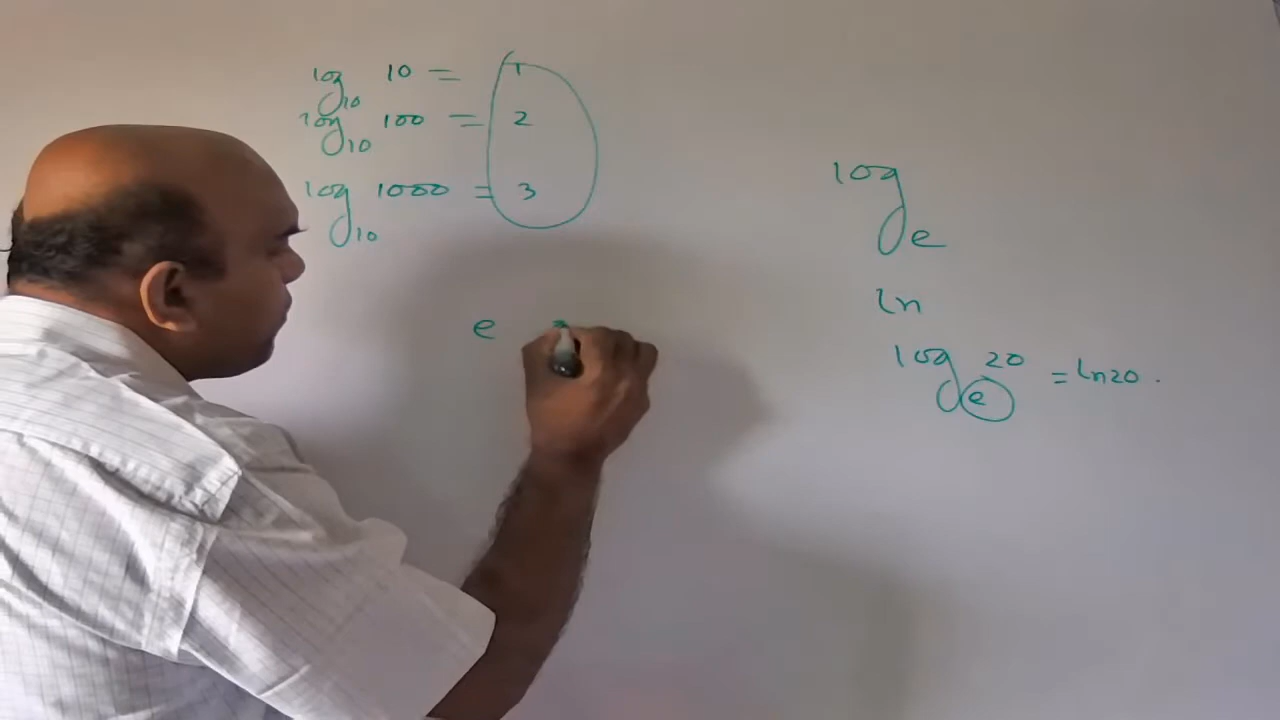 log₁₀ 10 = 1
log₁₀ 100 = 2
log₁₀ 1000 = 3
e
logₑ
ln
logₑ 20 = ln20.